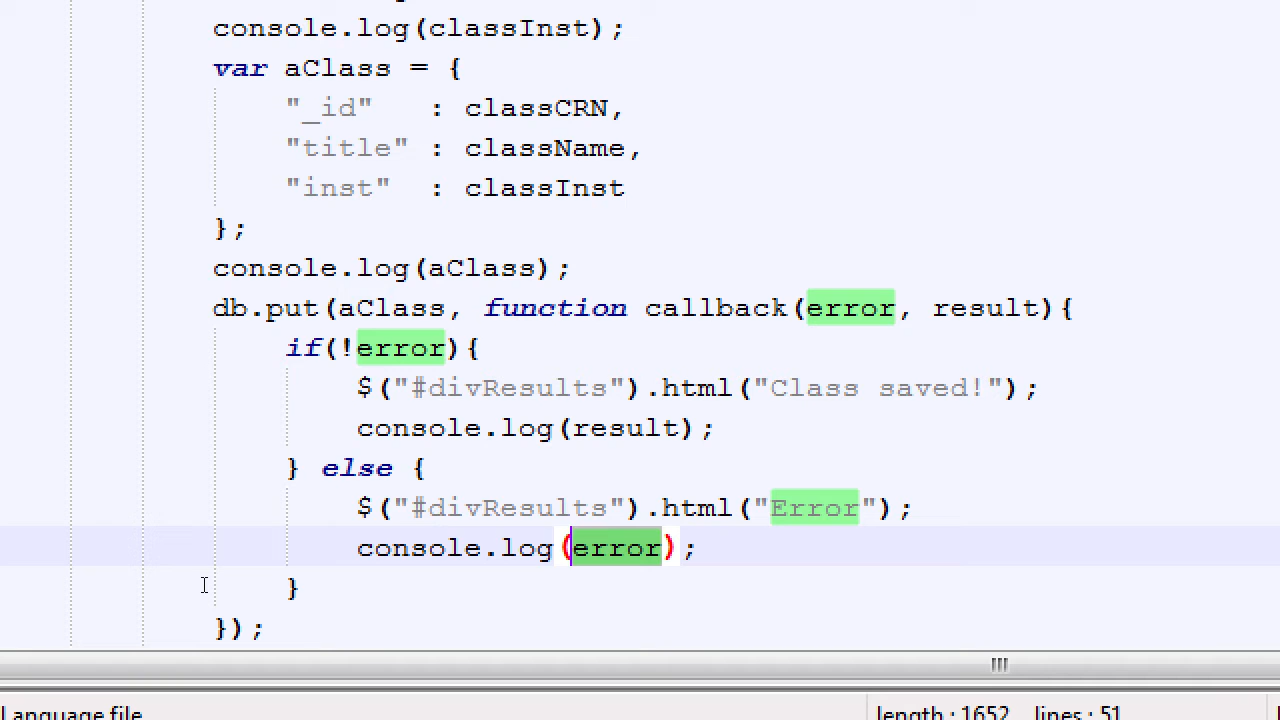 console.log(classInst);
var aClass = {
"_id" : classCRN,
"title" : className,
"inst" : classInst
};
console.log(aClass);
db.put(aClass, function callback(error, result){
if(!error){
$("#divResults").html("Class saved!");
console.log(result);
} else {
$("#divResults").html("Error");
console.log(error);
}
});
Language file length : 1652 lines : 51